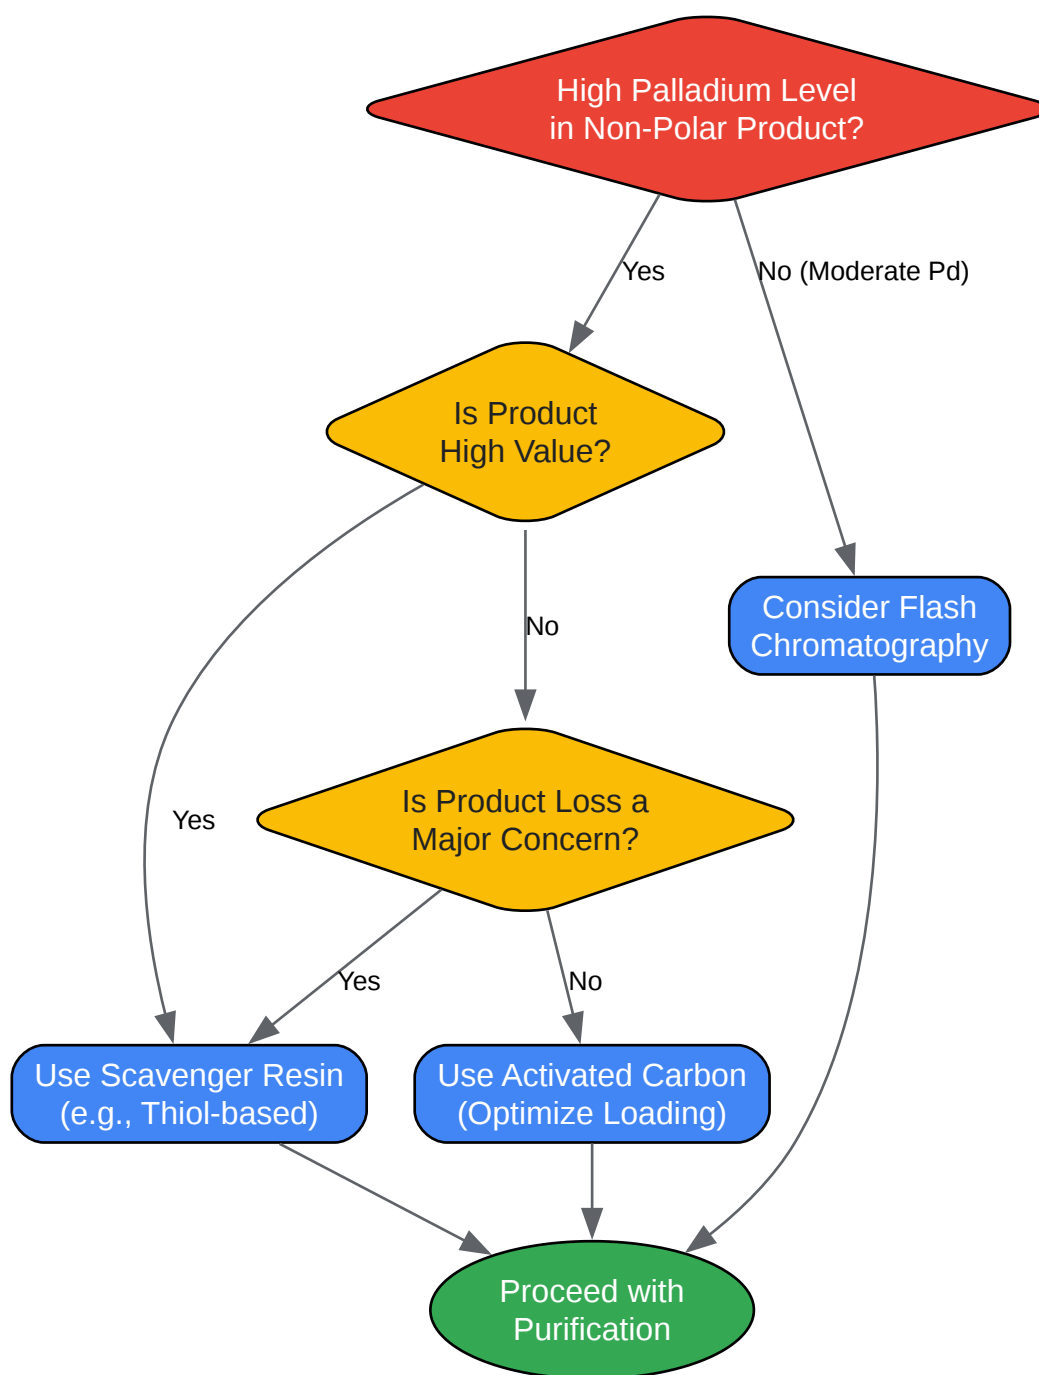 High Palladium Level
in Non-Polar Product?
Yes
No (Moderate Pd)
Is Product
High Value?
Consider Flash
Chromatography
No
Is Product Loss a
Major Concern?
Yes
Yes
No
Use Scavenger Resin
(e.g., Thiol-based)
Use Activated Carbon
(Optimize Loading)
Proceed with
Purification